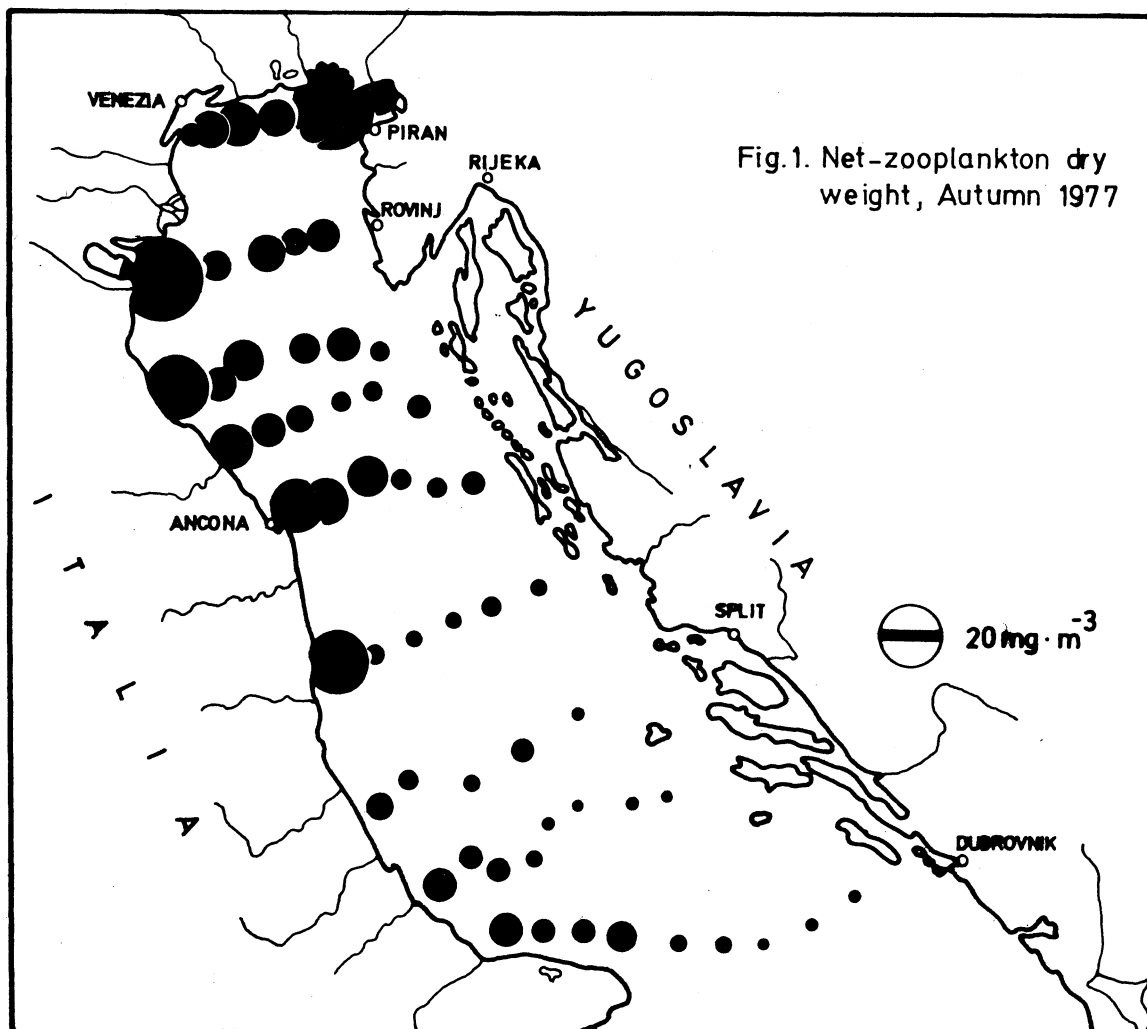 VENEZIA
PIRAN
RIJEKA
Fig.1. Net-zooplankton dry
weight, Autumn 1977
ROVINJ
YUGOSLAVIA
ITALIA
ANCONA
SPLIT
20 mg·m⁻³
DUBROVNIK